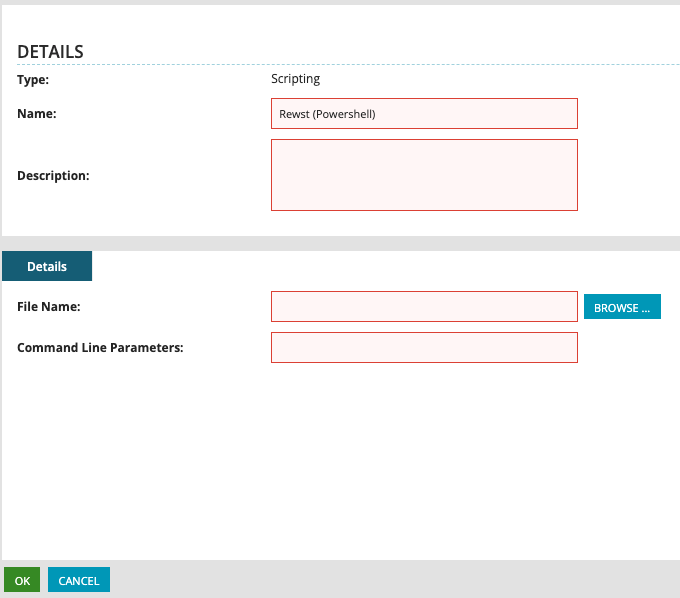 DETAILS
Type: Scripting
Name: Rewst (Powershell)
Description:
Details
File Name: BROWSE ...
Command Line Parameters:
OK CANCEL